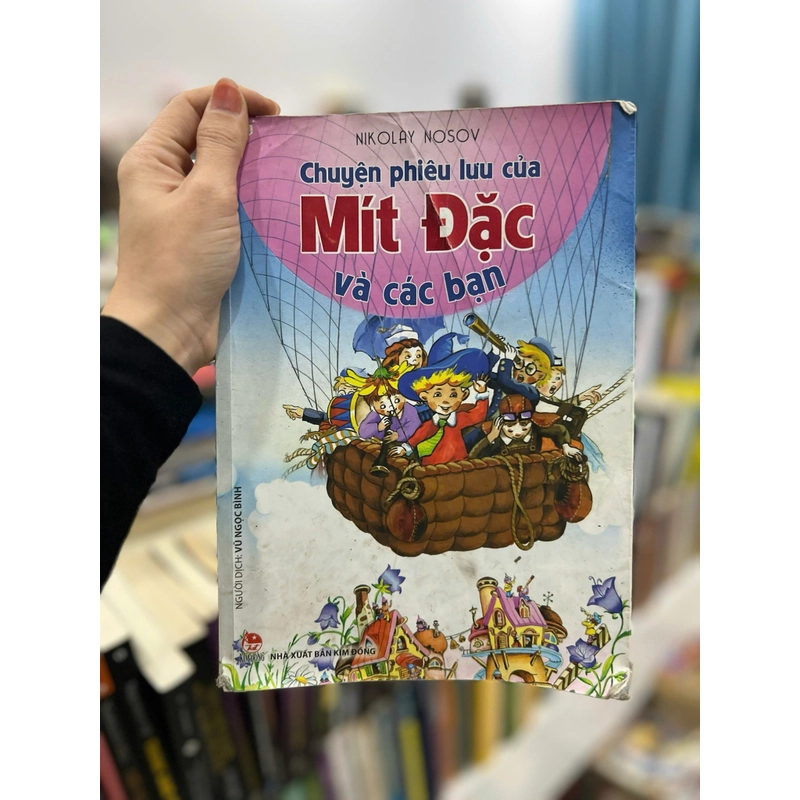 NIKOLAY NOSOV
Chuyện phiêu lưu của
Mít Đặc
và các bạn
NGƯỜI DỊCH: VŨ NGỌC BÌNH
NHÀ XUẤT BẢN KIM ĐỒNG